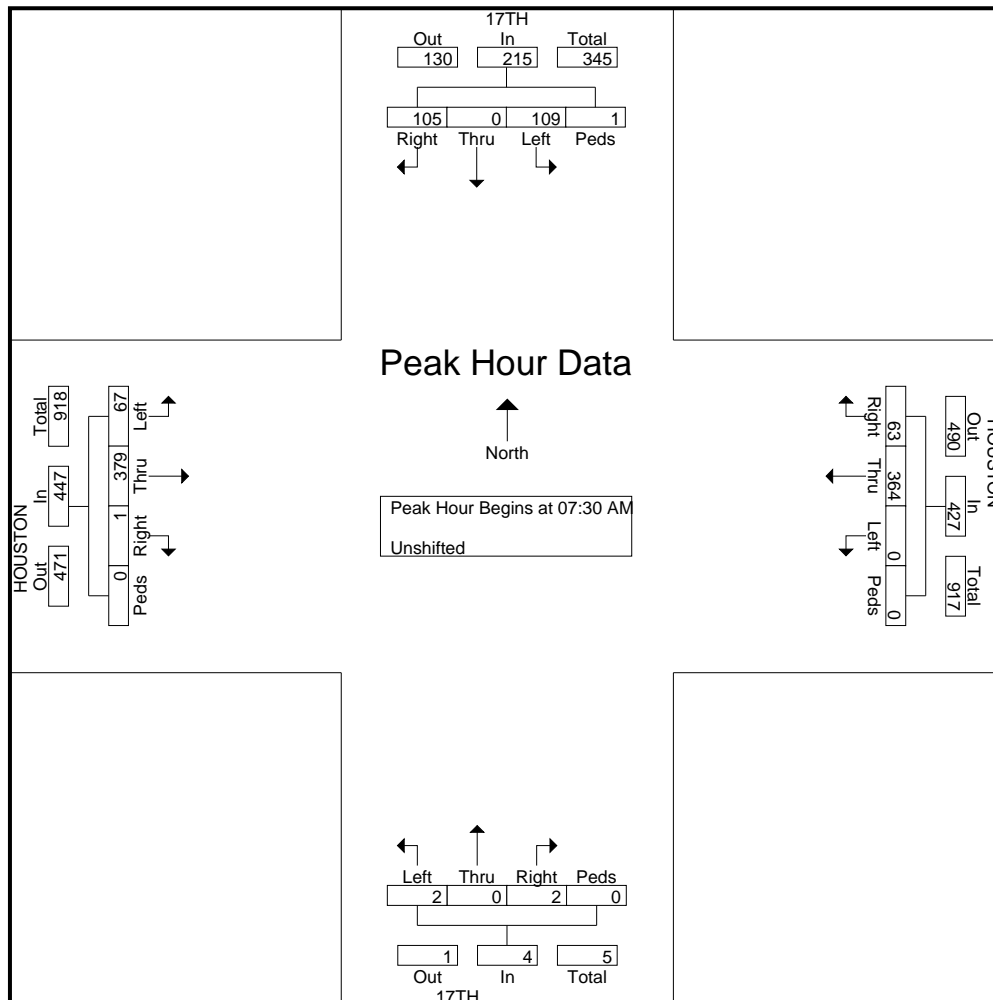 17TH
Out In Total
130 215 345
105 0 109 1
Right Thru Left Peds
Peak Hour Data
North
Peak Hour Begins at 07:30 AM
Unshifted
HOUSTON
Out In Total
471 447 918
67 379 1 0
Left Thru Right Peds
HOUSTON
Out In Total
490 427 917
63 364 0 0
Right Thru Left Peds
Left Thru Right Peds
2 0 2 0
1 4 5
Out In Total
17TH